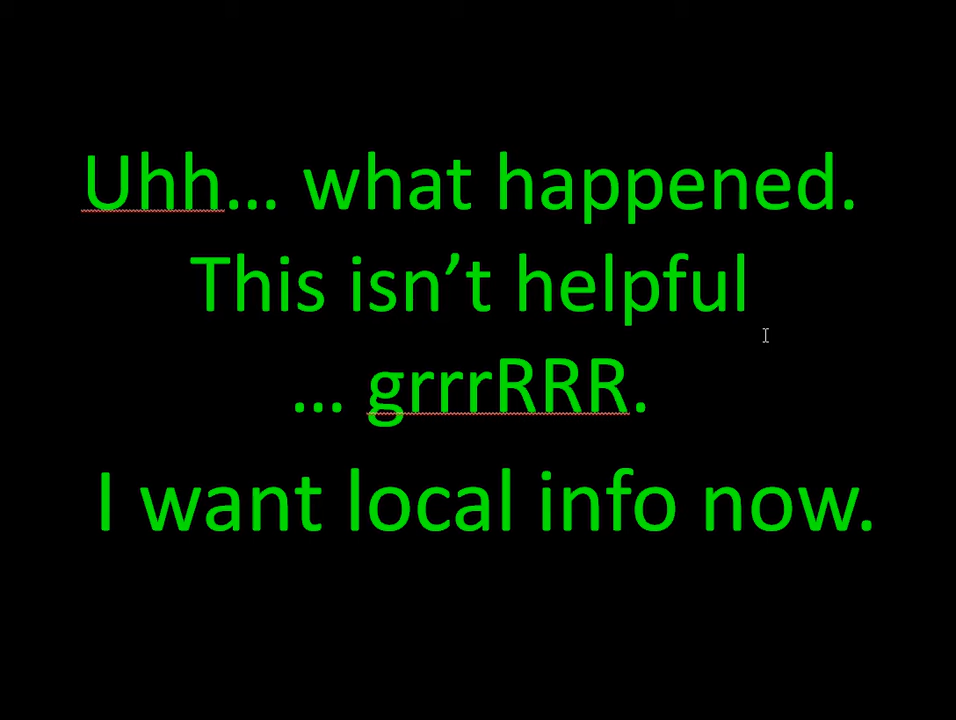 Uhh… what happened.
This isn’t helpful
… grrrRRR.
I want local info now.